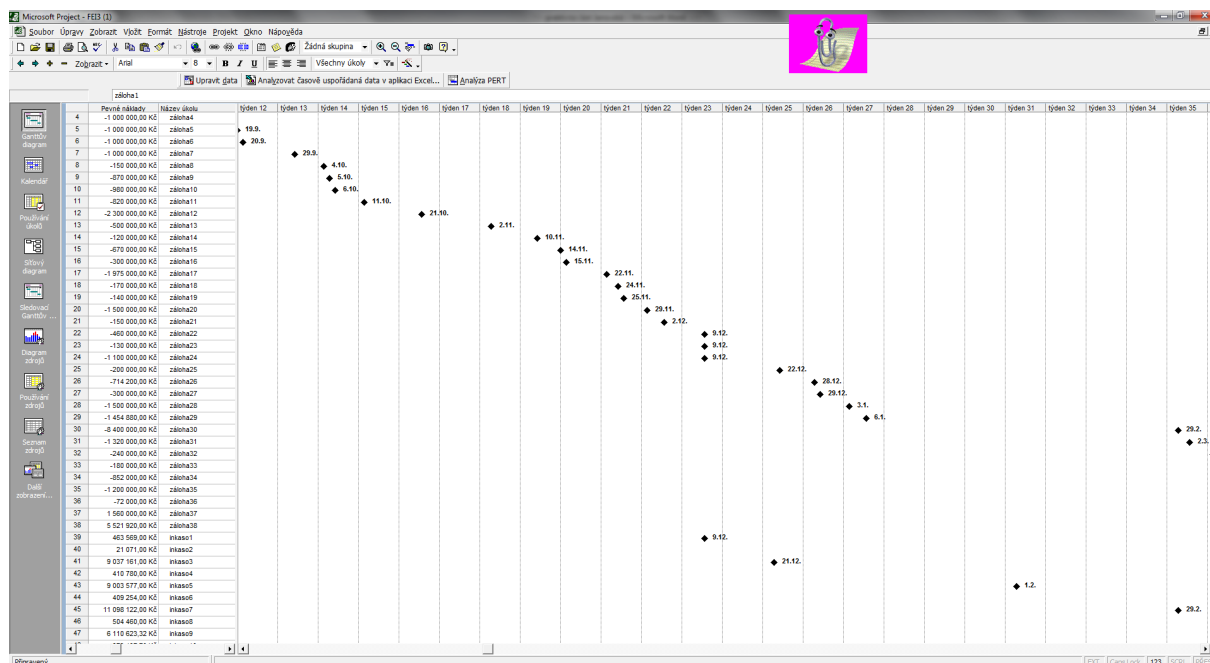 Microsoft Project - FEI3 (1)
Soubor Úpravy Zobrazit Vložit Formát Nástroje Projekt Okno Nápověda
Žádná skupina
Zobrazit Arial 8 B I U Všechny úkoly
Upravit data Analyzovat časově uspořádaná data v aplikaci Excel... Analýza PERT
záloha1
Pevné náklady Název úkolu týden 12 týden 13 týden 14 týden 15 týden 16 týden 17 týden 18 týden 19 týden 20 týden 21 týden 22 týden 23 týden 24 týden 25 týden 26 týden 27 týden 28 týden 29 týden 30 týden 31 týden 32 týden 33 týden 34 týden 35
4 -1 000 000,00 Kč záloha4
5 -1 000 000,00 Kč záloha5 19.9.
6 -1 000 000,00 Kč záloha6 20.9.
7 -1 000 000,00 Kč záloha7 29.9.
8 -150 000,00 Kč záloha8 4.10.
9 -870 000,00 Kč záloha9 5.10.
10 -980 000,00 Kč záloha10 6.10.
11 -820 000,00 Kč záloha11 11.10.
12 -2 300 000,00 Kč záloha12 21.10.
13 -500 000,00 Kč záloha13 2.11.
14 -120 000,00 Kč záloha14 10.11.
15 -670 000,00 Kč záloha15 14.11.
16 -300 000,00 Kč záloha16 15.11.
17 -1 975 000,00 Kč záloha17 22.11.
18 -170 000,00 Kč záloha18 24.11.
19 -140 000,00 Kč záloha19 25.11.
20 -1 500 000,00 Kč záloha20 29.11.
21 -150 000,00 Kč záloha21 2.12.
22 -460 000,00 Kč záloha22 9.12.
23 -130 000,00 Kč záloha23 9.12.
24 -1 100 000,00 Kč záloha24 9.12.
25 -200 000,00 Kč záloha25 22.12.
26 -714 200,00 Kč záloha26 28.12.
27 -300 000,00 Kč záloha27 29.12.
28 -1 500 000,00 Kč záloha28 3.1.
29 -1 454 880,00 Kč záloha29 6.1.
30 -8 400 000,00 Kč záloha30 29.2.
31 -1 320 000,00 Kč záloha31 2.3.
32 -240 000,00 Kč záloha32
33 -180 000,00 Kč záloha33
34 -852 000,00 Kč záloha34
35 -1 200 000,00 Kč záloha35
36 -72 000,00 Kč záloha36
37 1 560 000,00 Kč záloha37
38 5 521 920,00 Kč záloha38
39 463 569,00 Kč inkaso1 9.12.
40 21 071,00 Kč inkaso2
41 9 037 161,00 Kč inkaso3 21.12.
42 410 780,00 Kč inkaso4
43 9 003 577,00 Kč inkaso5 1.2.
44 409 254,00 Kč inkaso6
45 11 098 122,00 Kč inkaso7 29.2.
46 504 460,00 Kč inkaso8
47 6 110 623,32 Kč inkaso9
Ganttův
diagram
Kalendář
Používání
úkolů
Síťový
diagram
Sledovací
Ganttův ...
Diagram
zdrojů
Používání
zdrojů
Seznam
zdrojů
Další
zobrazení...
Připravený EXT Caps Lock 123 SCRL PŘES